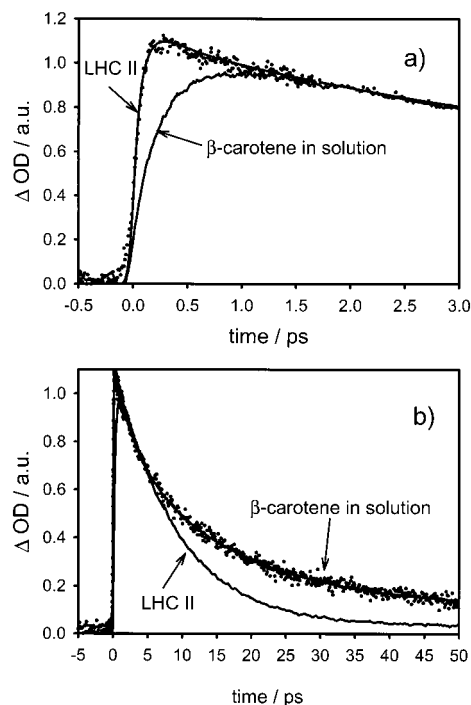 1.2
a)
1.0
LHC II
0.8
β-carotene in solution
0.6
0.4
0.2
0.0
Δ OD / a.u.
-0.5 0.0 0.5 1.0 1.5 2.0 2.5 3.0
time / ps
1.0
b)
0.8
0.6
β-carotene in solution
0.4
LHC II
0.2
0.0
Δ OD / a.u.
-5 0 5 10 15 20 25 30 35 40 45 50
time / ps